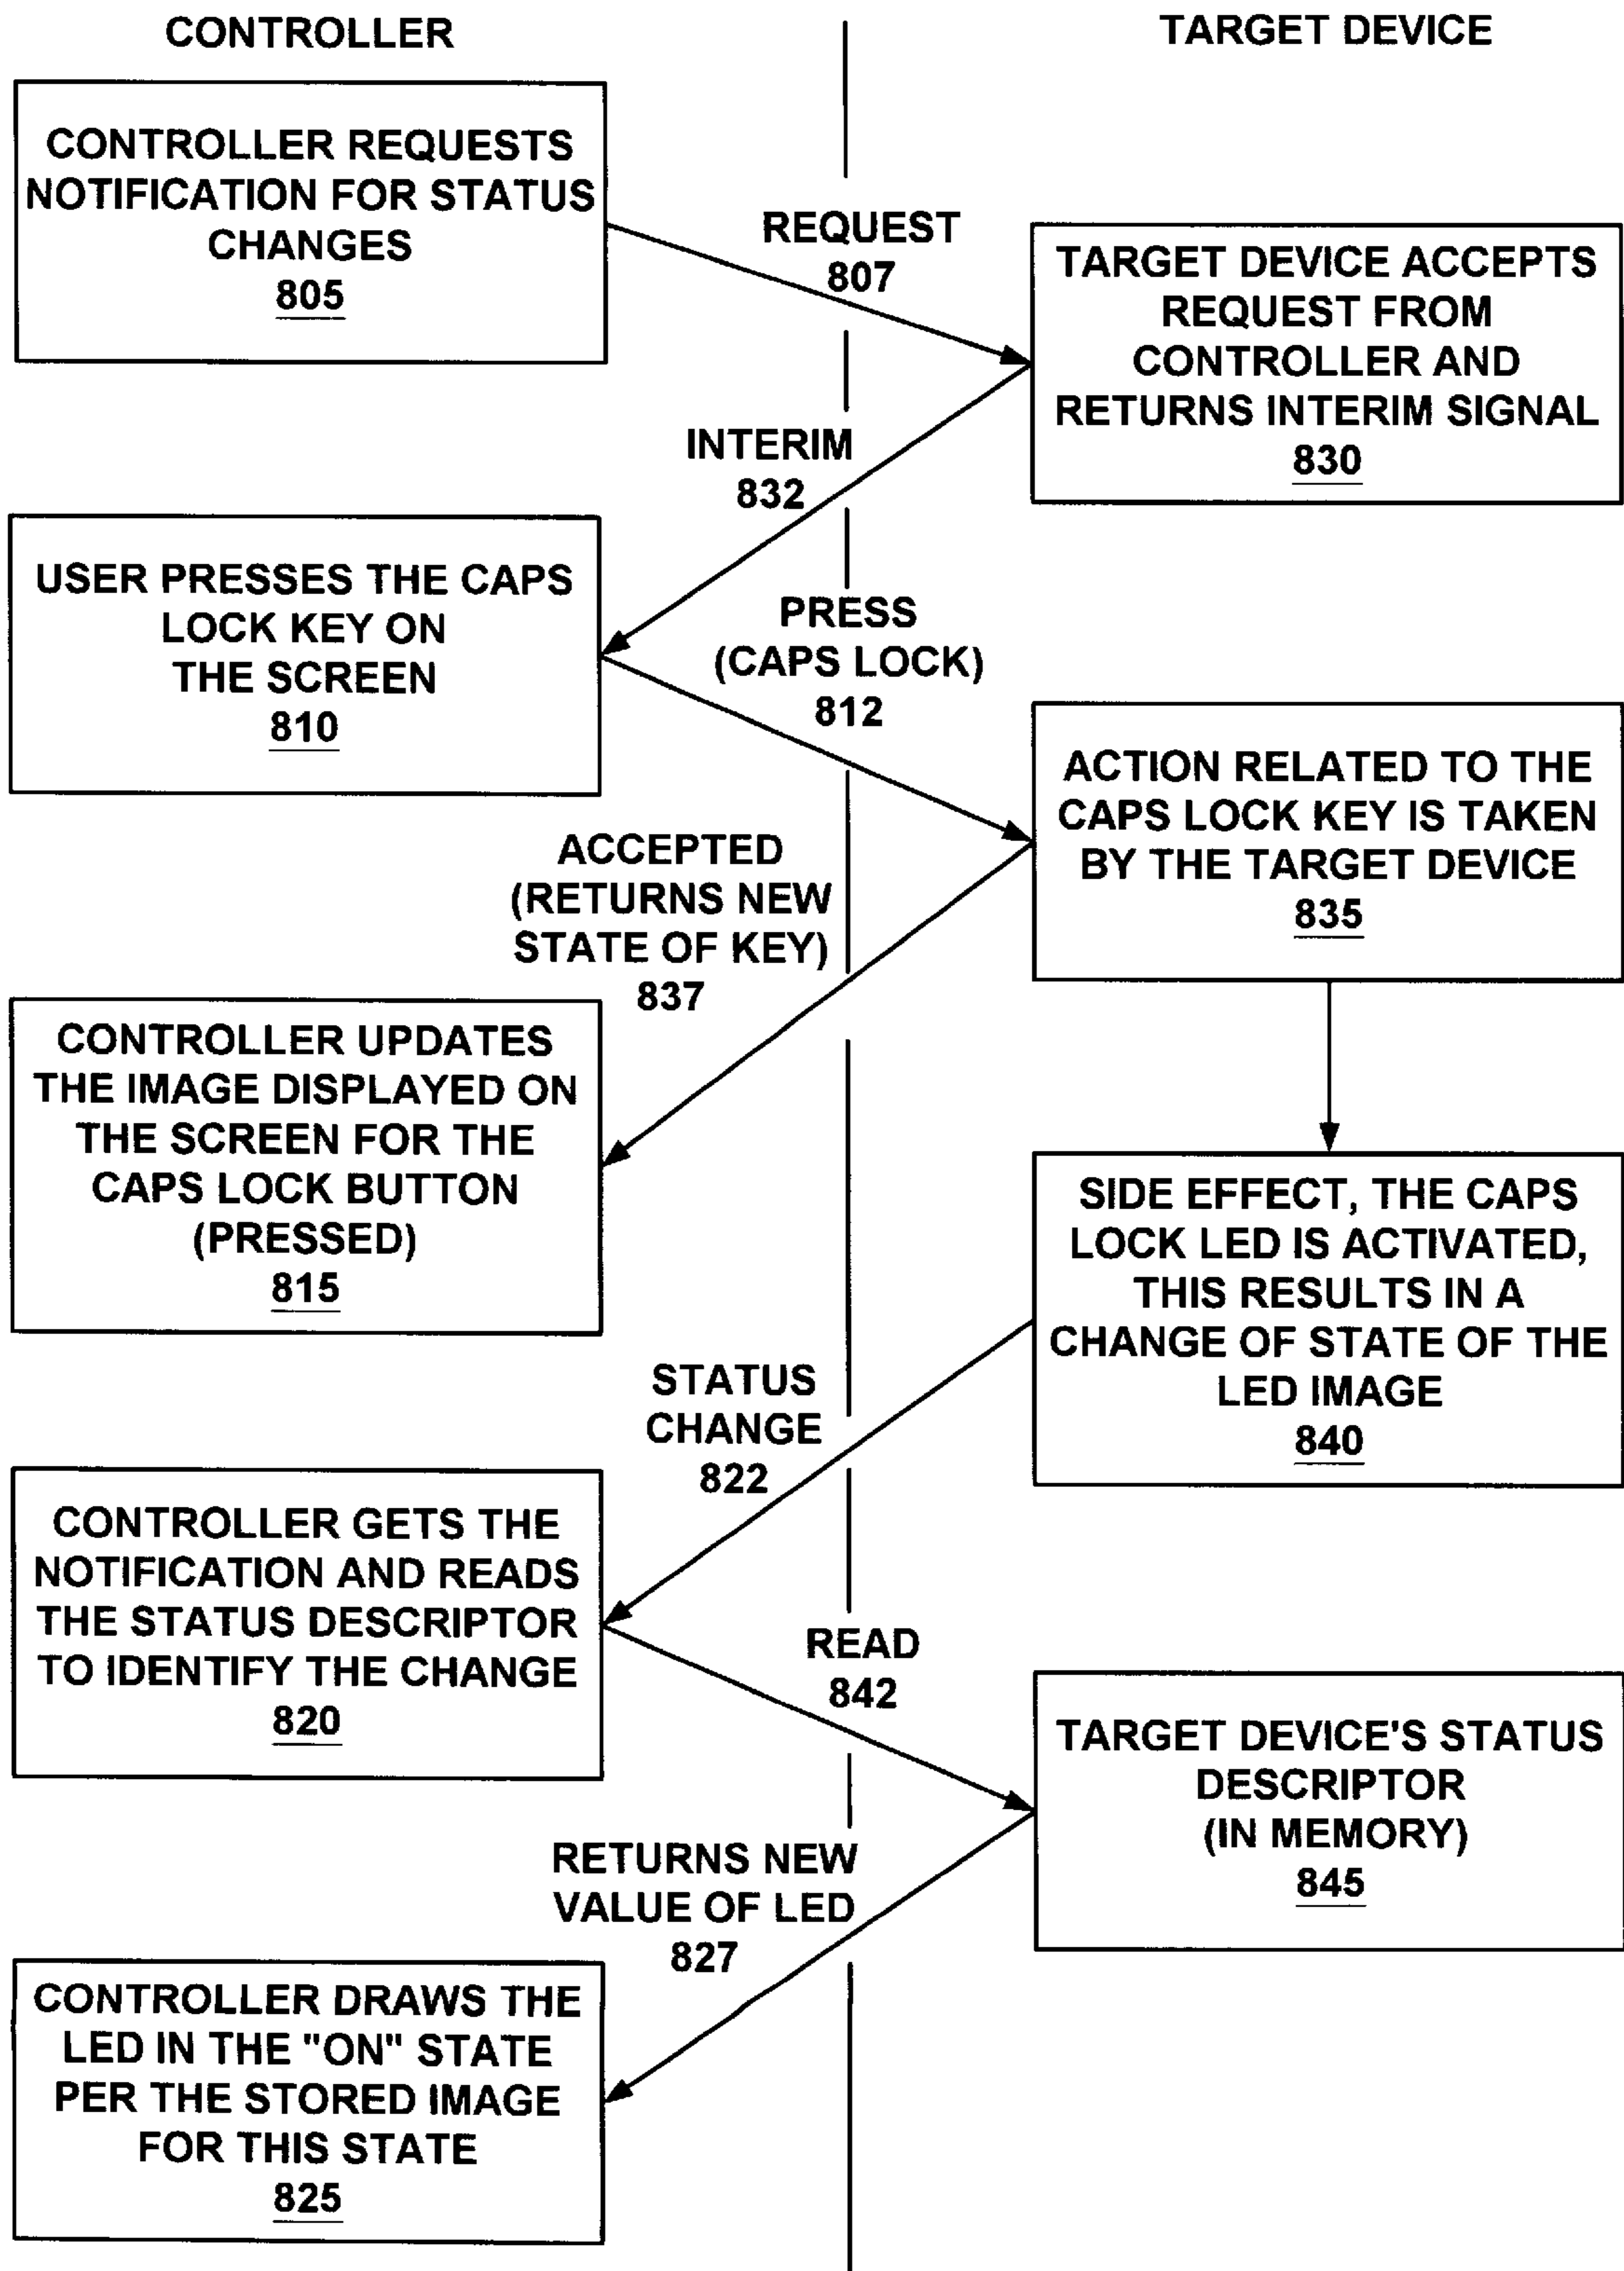 CONTROLLER
TARGET DEVICE
CONTROLLER REQUESTS
NOTIFICATION FOR STATUS
CHANGES
805
REQUEST
807
TARGET DEVICE ACCEPTS
REQUEST FROM
CONTROLLER AND
RETURNS INTERIM SIGNAL
830
INTERIM
832
USER PRESSES THE CAPS
LOCK KEY ON
THE SCREEN
810
PRESS
(CAPS LOCK)
812
ACTION RELATED TO THE
CAPS LOCK KEY IS TAKEN
BY THE TARGET DEVICE
835
ACCEPTED
(RETURNS NEW
STATE OF KEY)
837
CONTROLLER UPDATES
THE IMAGE DISPLAYED ON
THE SCREEN FOR THE
CAPS LOCK BUTTON
(PRESSED)
815
SIDE EFFECT, THE CAPS
LOCK LED IS ACTIVATED,
THIS RESULTS IN A
CHANGE OF STATE OF THE
LED IMAGE
840
STATUS
CHANGE
822
CONTROLLER GETS THE
NOTIFICATION AND READS
THE STATUS DESCRIPTOR
TO IDENTIFY THE CHANGE
820
READ
842
TARGET DEVICE'S STATUS
DESCRIPTOR
(IN MEMORY)
845
RETURNS NEW
VALUE OF LED
827
CONTROLLER DRAWS THE
LED IN THE "ON" STATE
PER THE STORED IMAGE
FOR THIS STATE
825